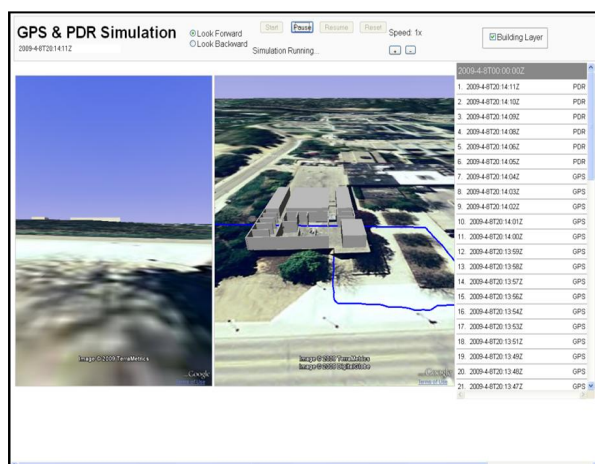 GPS & PDR Simulation
2009-4-8T20:14:11Z
Look Forward
Look Backward
Start Pause Resume Reset
Simulation Running...
Speed: 1x
+ -
Building Layer
2009-4-8T00:00:00Z
1. 2009-4-8T20:14:11Z PDR
2. 2009-4-8T20:14:10Z PDR
3. 2009-4-8T20:14:09Z PDR
4. 2009-4-8T20:14:08Z PDR
5. 2009-4-8T20:14:06Z PDR
6. 2009-4-8T20:14:05Z PDR
7. 2009-4-8T20:14:04Z GPS
8. 2009-4-8T20:14:03Z GPS
9. 2009-4-8T20:14:02Z GPS
10. 2009-4-8T20:14:01Z GPS
11. 2009-4-8T20:14:00Z GPS
12. 2009-4-8T20:13:59Z GPS
13. 2009-4-8T20:13:58Z GPS
14. 2009-4-8T20:13:57Z GPS
15. 2009-4-8T20:13:56Z GPS
16. 2009-4-8T20:13:54Z GPS
17. 2009-4-8T20:13:53Z GPS
18. 2009-4-8T20:13:51Z GPS
19. 2009-4-8T20:13:49Z GPS
20. 2009-4-8T20:13:48Z GPS
21. 2009-4-8T20:13:47Z GPS
Image © 2009 TerraMetrics
...Google
Terms of Use
Image © 2009 TerraMetrics
Image © 2009 DigitalGlobe
...Google
Terms of Use